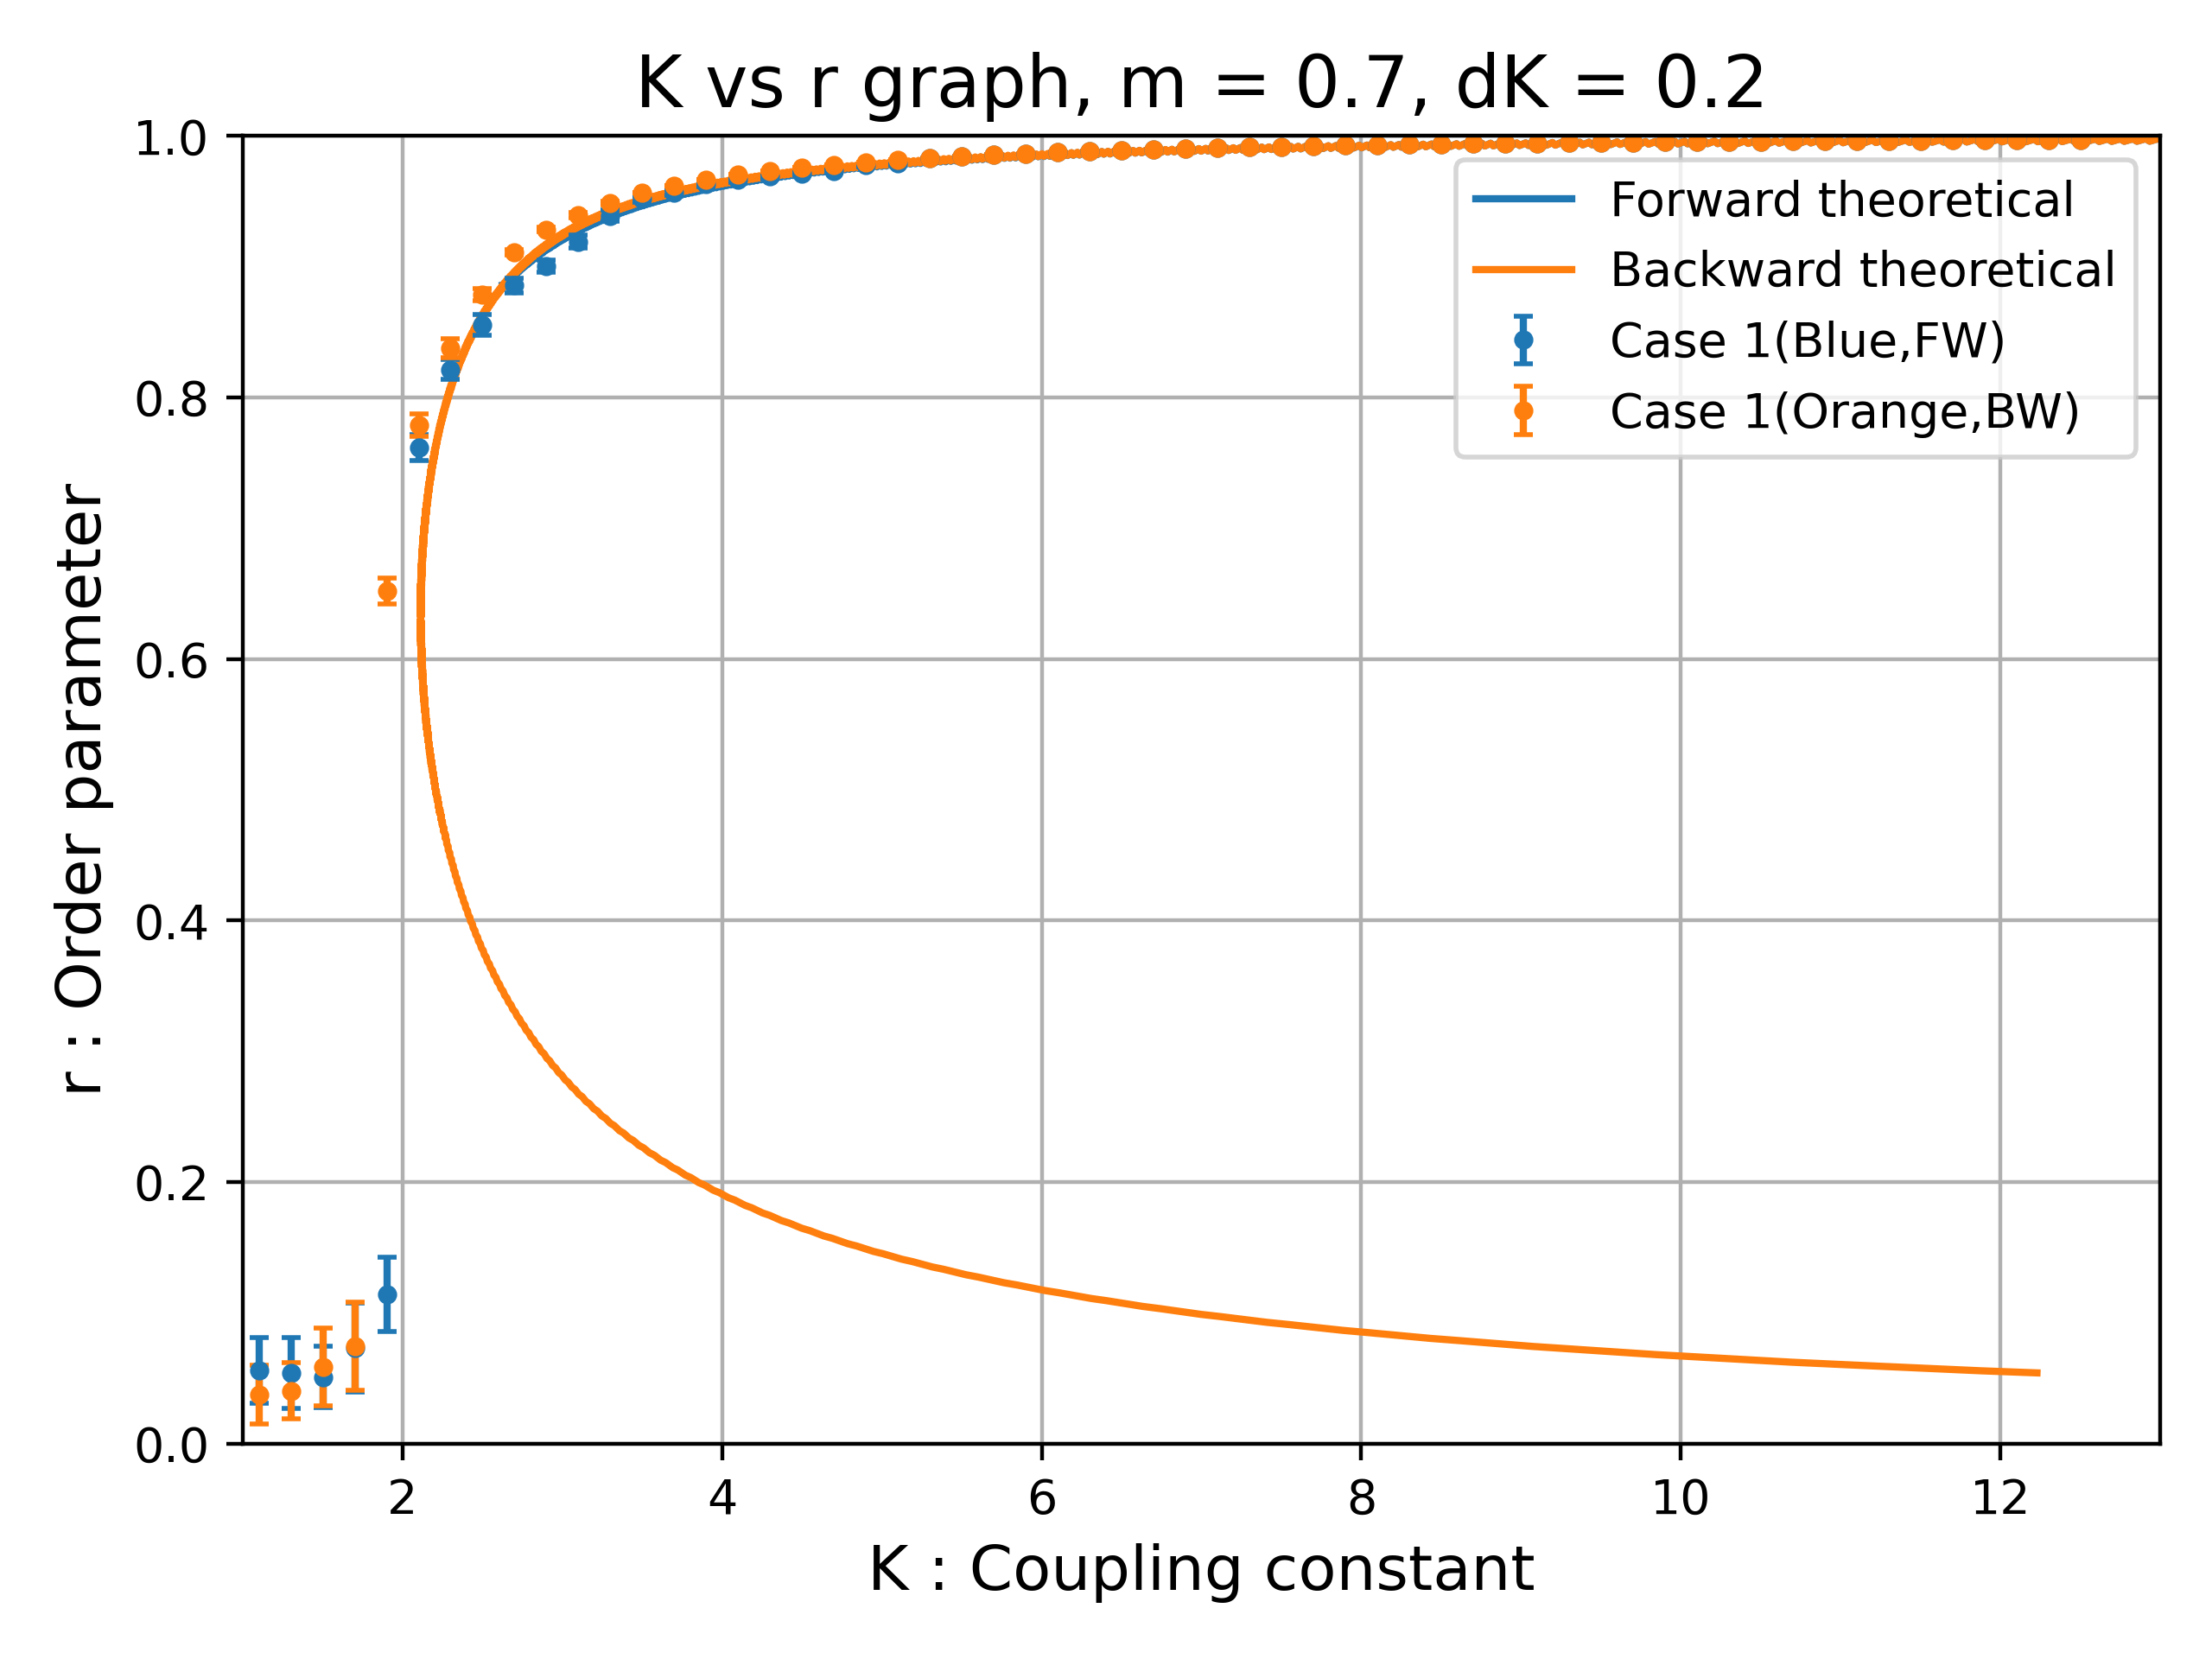 K vs r graph, m = 0.7, dK = 0.2
1.0
0.8
0.6
0.4
0.2
0.0
r : Order parameter
Forward theoretical
Backward theoretical
Case 1(Blue,FW)
Case 1(Orange,BW)
2 4 6 8 10 12
K : Coupling constant